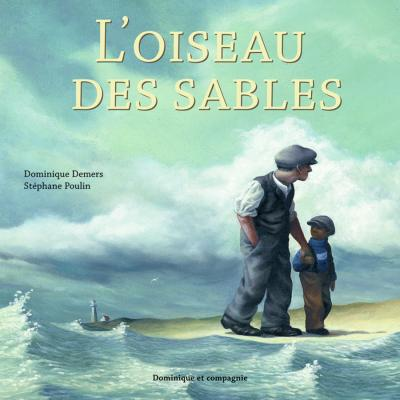 L'OISEAU
DES SABLES
Dominique Demers
Stéphane Poulin
Dominique et compagnie